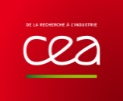 DE LA RECHERCHE À L'INDUSTRIE
cea